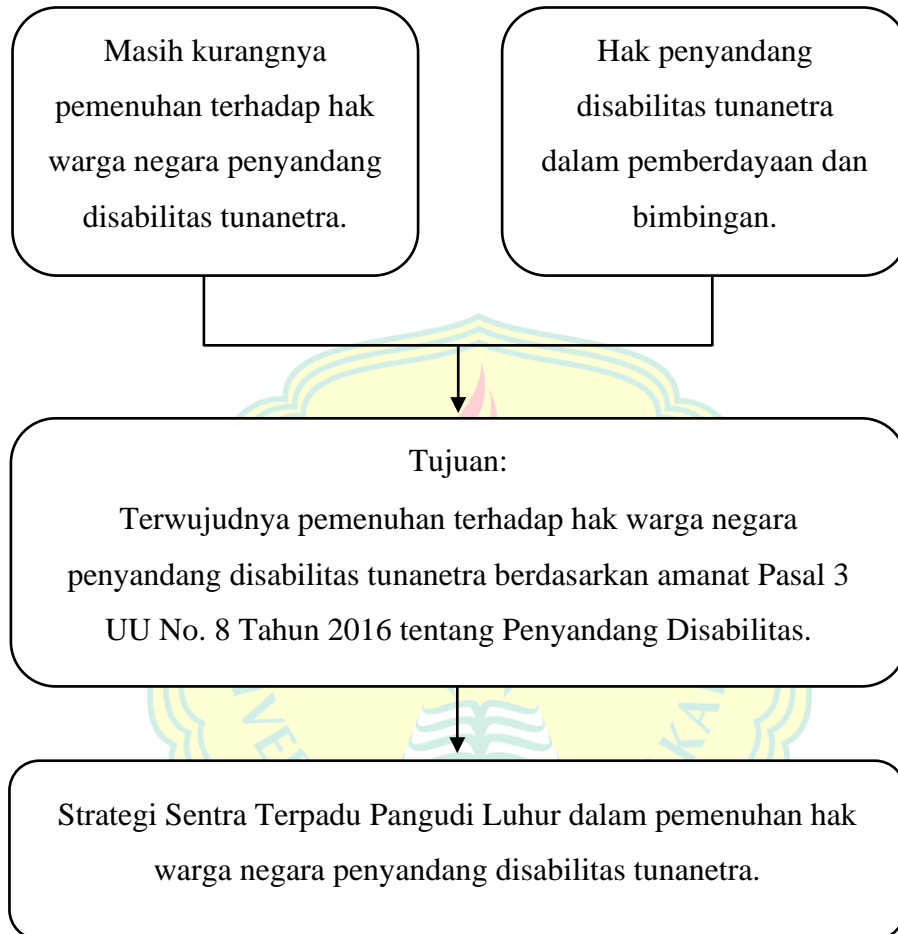 Masih kurangnya
pemenuhan terhadap hak
warga negara penyandang
disabilitas tunanetra.
Hak penyandang
disabilitas tunanetra
dalam pemberdayaan dan
bimbingan.
Tujuan:
Terwujudnya pemenuhan terhadap hak warga negara
penyandang disabilitas tunanetra berdasarkan amanat Pasal 3
UU No. 8 Tahun 2016 tentang Penyandang Disabilitas.
Strategi Sentra Terpadu Pangudi Luhur dalam pemenuhan hak
warga negara penyandang disabilitas tunanetra.